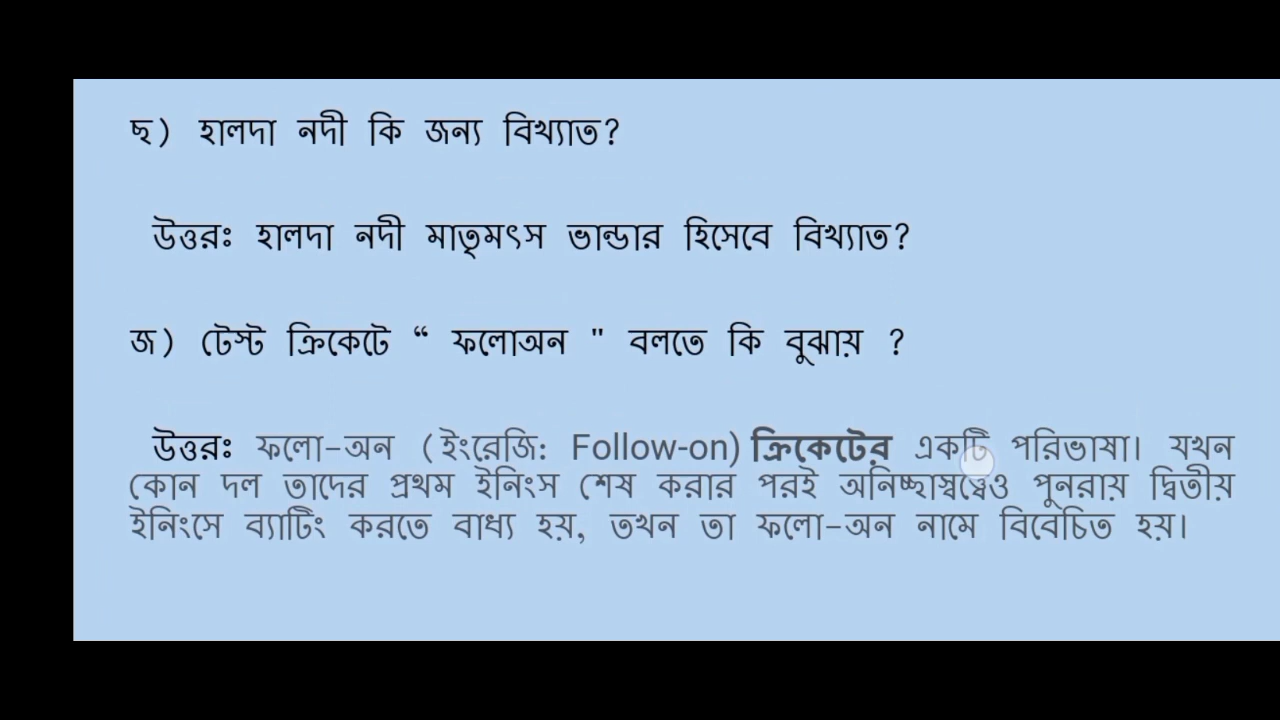 ছ) হালদা নদী কি জন্য বিখ্যাত?
উত্তরঃ হালদা নদী মাতৃমৎস ভান্ডার হিসেবে বিখ্যাত?
জ) টেস্ট ক্রিকেটে “ ফলোঅন " বলতে কি বুঝায় ?
উত্তরঃ ফলো-অন (ইংরেজি: Follow-on) ক্রিকেটের একটি পরিভাষা। যখন
কোন দল তাদের প্রথম ইনিংস শেষ করার পরই অনিচ্ছাস্বত্ত্বেও পুনরায় দ্বিতীয়
ইনিংসে ব্যাটিং করতে বাধ্য হয়, তখন তা ফলো-অন নামে বিবেচিত হয়।